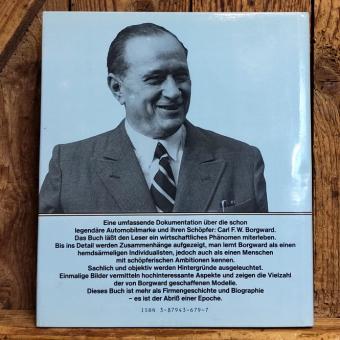 Eine umfassende Dokumentation über die schon
legendäre Automobilmarke und ihren Schöpfer: Carl F. W. Borgward.
Das Buch läßt den Leser ein wirtschaftliches Phänomen miterleben.
Bis ins Detail werden Zusammenhänge aufgezeigt, man lernt Borgward als einen
hemdsärmeligen Individualisten, jedoch auch als einen Menschen
mit schöpferischen Ambitionen kennen.
Sachlich und objektiv werden Hintergründe ausgeleuchtet.
Einmalige Bilder vermitteln hochinteressante Aspekte und zeigen die Vielzahl
der von Borgward geschaffenen Modelle.
Dieses Buch ist mehr als Firmengeschichte und Biographie
– es ist der Abriß einer Epoche.
ISBN 3-87943-679-7